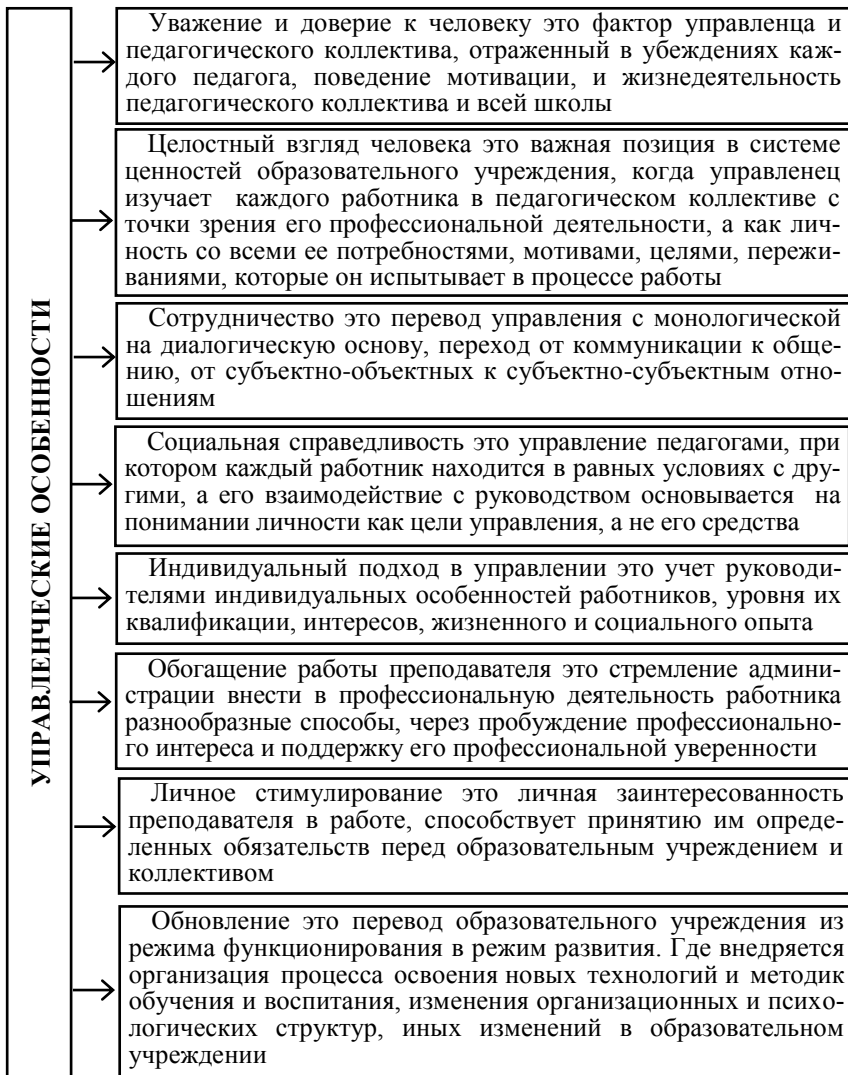 УПРАВЛЕНЧЕСКИЕ ОСОБЕННОСТИ
Уважение и доверие к человеку это фактор управленца и
педагогического коллектива, отраженный в убеждениях каж-
дого педагога, поведение мотивации, и жизнедеятельность
педагогического коллектива и всей школы
Целостный взгляд человека это важная позиция в системе
ценностей образовательного учреждения, когда управленец
изучает каждого работника в педагогическом коллективе с
точки зрения его профессиональной деятельности, а как лич-
ность со всеми ее потребностями, мотивами, целями, пережи-
ваниями, которые он испытывает в процессе работы
Сотрудничество это перевод управления с монологической
на диалогическую основу, переход от коммуникации к обще-
нию, от субъектно-объектных к субъектно-субъектным отно-
шениям
Социальная справедливость это управление педагогами, при
котором каждый работник находится в равных условиях с дру-
гими, а его взаимодействие с руководством основывается на
понимании личности как цели управления, а не его средства
Индивидуальный подход в управлении это учет руководи-
телями индивидуальных особенностей работников, уровня их
квалификации, интересов, жизненного и социального опыта
Обогащение работы преподавателя это стремление админи-
страции внести в профессиональную деятельность работника
разнообразные способы, через пробуждение профессионально-
го интереса и поддержку его профессиональной уверенности
Личное стимулирование это личная заинтересованность
преподавателя в работе, способствует принятию им опреде-
ленных обязательств перед образовательным учреждением и
коллективом
Обновление это перевод образовательного учреждения из
режима функционирования в режим развития. Где внедряется
организация процесса освоения новых технологий и методик
обучения и воспитания, изменения организационных и психо-
логических структур, иных изменений в образовательном
учреждении